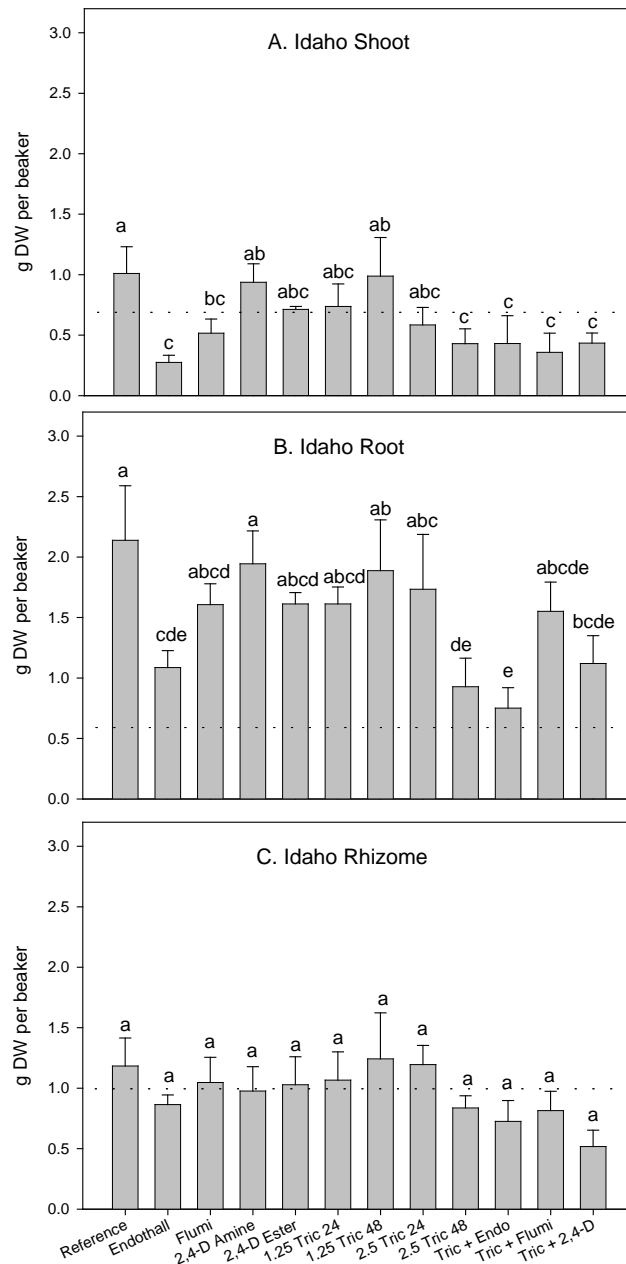 A. Idaho Shoot
g DW per beaker
3.0
2.5
2.0
1.5
1.0
0.5
0.0
a
c
bc
ab
abc
abc
ab
abc
c
c
c
c
B. Idaho Root
g DW per beaker
3.0
2.5
2.0
1.5
1.0
0.5
0.0
a
cde
abcd
a
abcd
abcd
ab
abc
de
e
abcde
bcde
C. Idaho Rhizome
g DW per beaker
3.0
2.5
2.0
1.5
1.0
0.5
0.0
a
a
a
a
a
a
a
a
a
a
a
a
Reference
Endothall
Flumi
2,4-D Amine
2,4-D Ester
1.25 Tric 24
1.25 Tric 48
2.5 Tric 24
2.5 Tric 48
Tric + Endo
Tric + Flumi
Tric + 2,4-D